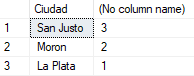 Ciudad (No column name)
1 San Justo 3
2 Moron 2
3 La Plata 1